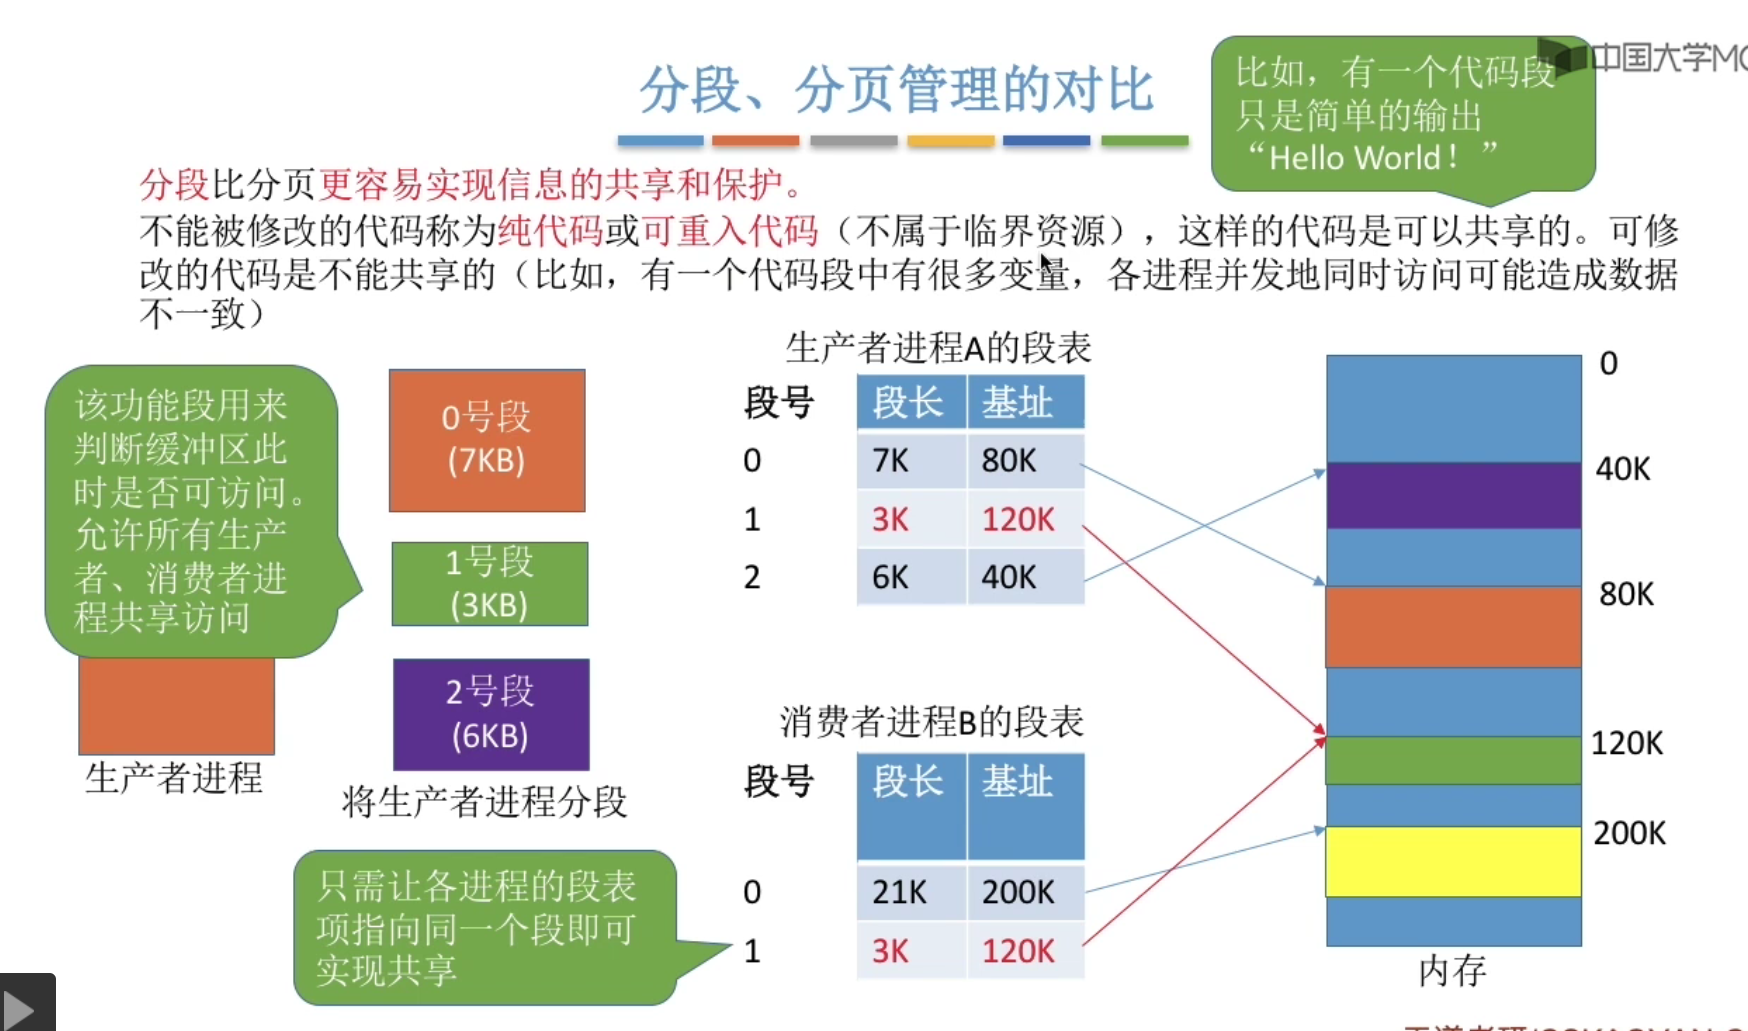 分段、分页管理的对比
中国大学MO
比如，有一个代码段
只是简单的输出
“Hello World！”
分段比分页更容易实现信息的共享和保护。
不能被修改的代码称为纯代码或可重入代码（不属于临界资源），这样的代码是可以共享的。可修
改的代码是不能共享的（比如，有一个代码段中有很多变量，各进程并发地同时访问可能造成数据
不一致）
该功能段用来
判断缓冲区此
时是否可访问。
允许所有生产
者、消费者进
程共享访问
生产者进程
0号段
(7KB)
1号段
(3KB)
2号段
(6KB)
将生产者进程分段
只需让各进程的段表
项指向同一个段即可
实现共享
生产者进程A的段表
段号 段长 基址
0 7K 80K
1 3K 120K
2 6K 40K
消费者进程B的段表
段号 段长 基址
0 21K 200K
1 3K 120K
0
40K
80K
120K
200K
内存